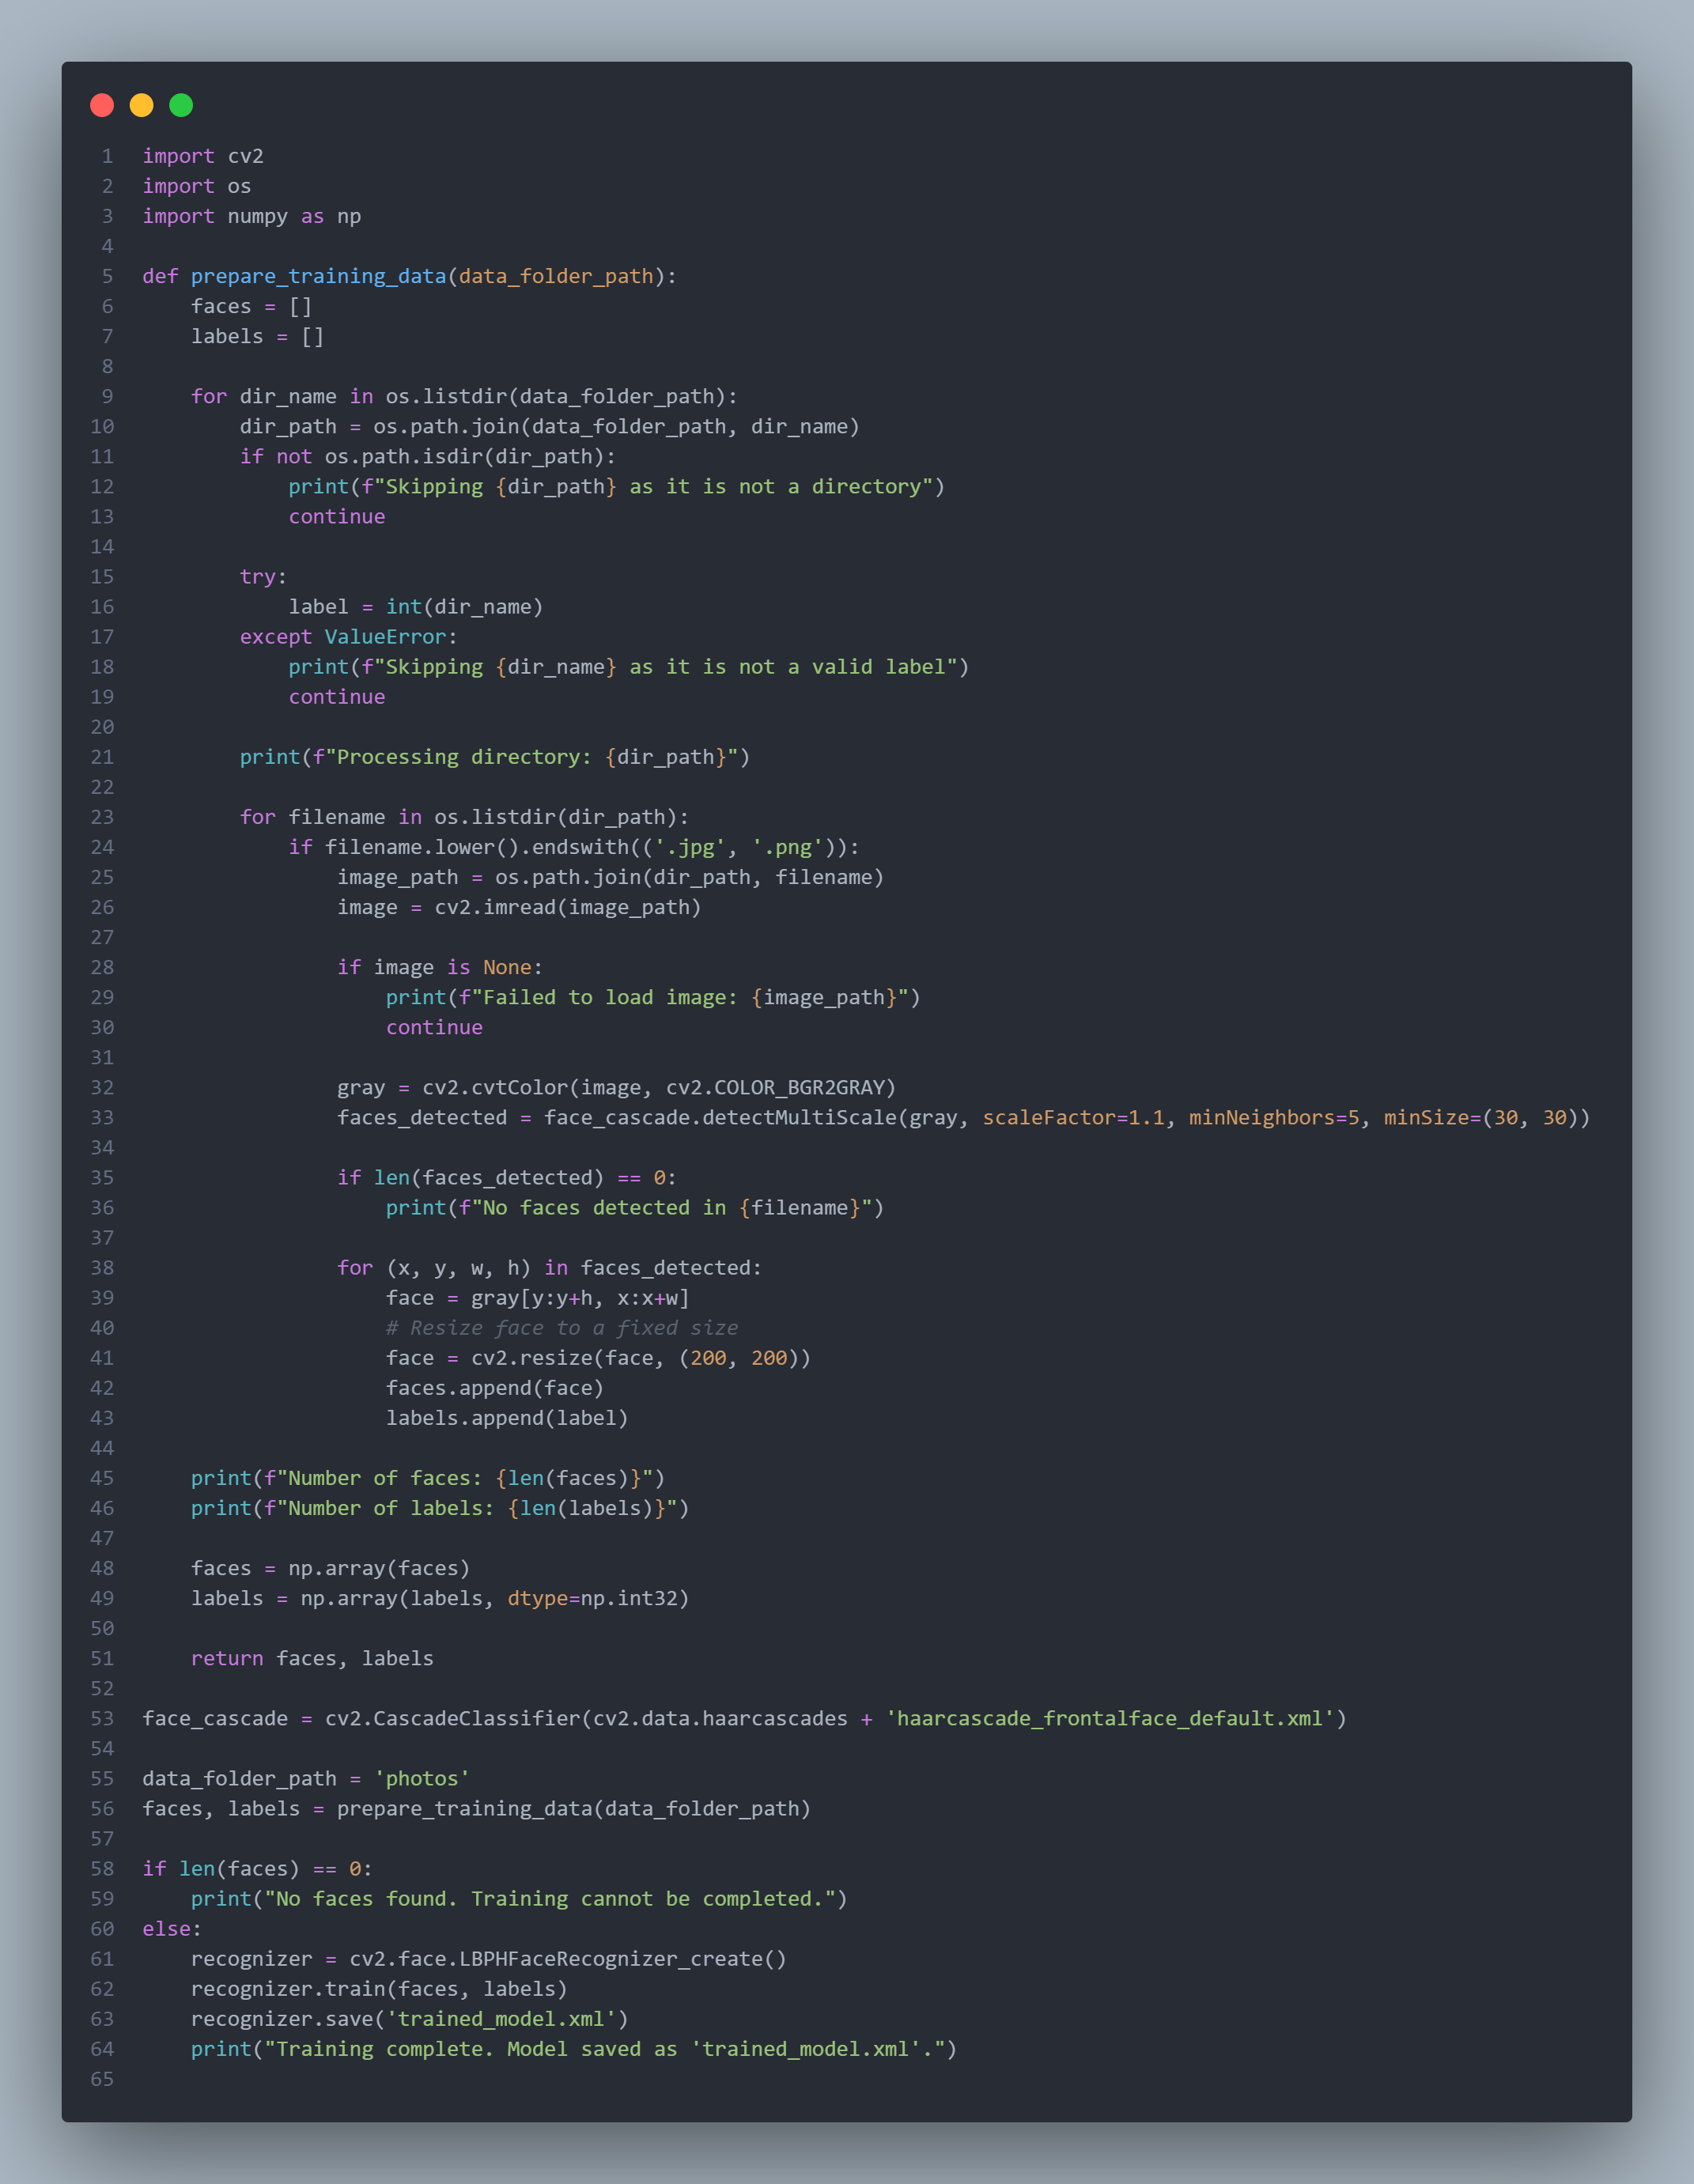 1 import cv2
2 import os
3 import numpy as np
4
5 def prepare_training_data(data_folder_path):
6     faces = []
7     labels = []
8
9     for dir_name in os.listdir(data_folder_path):
10         dir_path = os.path.join(data_folder_path, dir_name)
11         if not os.path.isdir(dir_path):
12             print(f"Skipping {dir_path} as it is not a directory")
13             continue
14
15         try:
16             label = int(dir_name)
17         except ValueError:
18             print(f"Skipping {dir_name} as it is not a valid label")
19             continue
20
21         print(f"Processing directory: {dir_path}")
22
23         for filename in os.listdir(dir_path):
24             if filename.lower().endswith(('.jpg', '.png')):
25                 image_path = os.path.join(dir_path, filename)
26                 image = cv2.imread(image_path)
27
28                 if image is None:
29                     print(f"Failed to load image: {image_path}")
30                     continue
31
32                 gray = cv2.cvtColor(image, cv2.COLOR_BGR2GRAY)
33                 faces_detected = face_cascade.detectMultiScale(gray, scaleFactor=1.1, minNeighbors=5, minSize=(30, 30))
34
35                 if len(faces_detected) == 0:
36                     print(f"No faces detected in {filename}")
37
38                 for (x, y, w, h) in faces_detected:
39                     face = gray[y:y+h, x:x+w]
40                     # Resize face to a fixed size
41                     face = cv2.resize(face, (200, 200))
42                     faces.append(face)
43                     labels.append(label)
44
45     print(f"Number of faces: {len(faces)}")
46     print(f"Number of labels: {len(labels)}")
47
48     faces = np.array(faces)
49     labels = np.array(labels, dtype=np.int32)
50
51     return faces, labels
52
53 face_cascade = cv2.CascadeClassifier(cv2.data.haarcascades + 'haarcascade_frontalface_default.xml')
54
55 data_folder_path = 'photos'
56 faces, labels = prepare_training_data(data_folder_path)
57
58 if len(faces) == 0:
59     print("No faces found. Training cannot be completed.")
60 else:
61     recognizer = cv2.face.LBPHFaceRecognizer_create()
62     recognizer.train(faces, labels)
63     recognizer.save('trained_model.xml')
64     print("Training complete. Model saved as 'trained_model.xml'.")
65